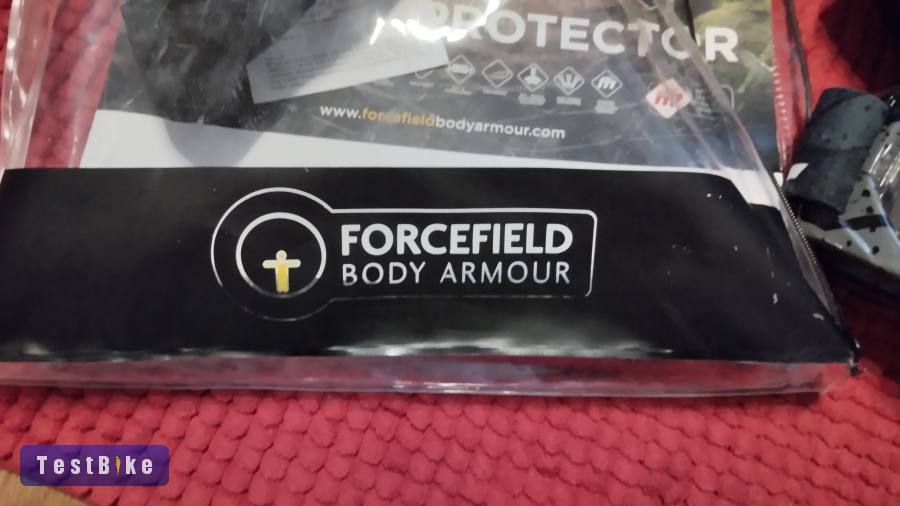 PROTECTOR
www.forcefieldbodyarmour.com
FORCEFIELD
BODY ARMOUR
TestBike